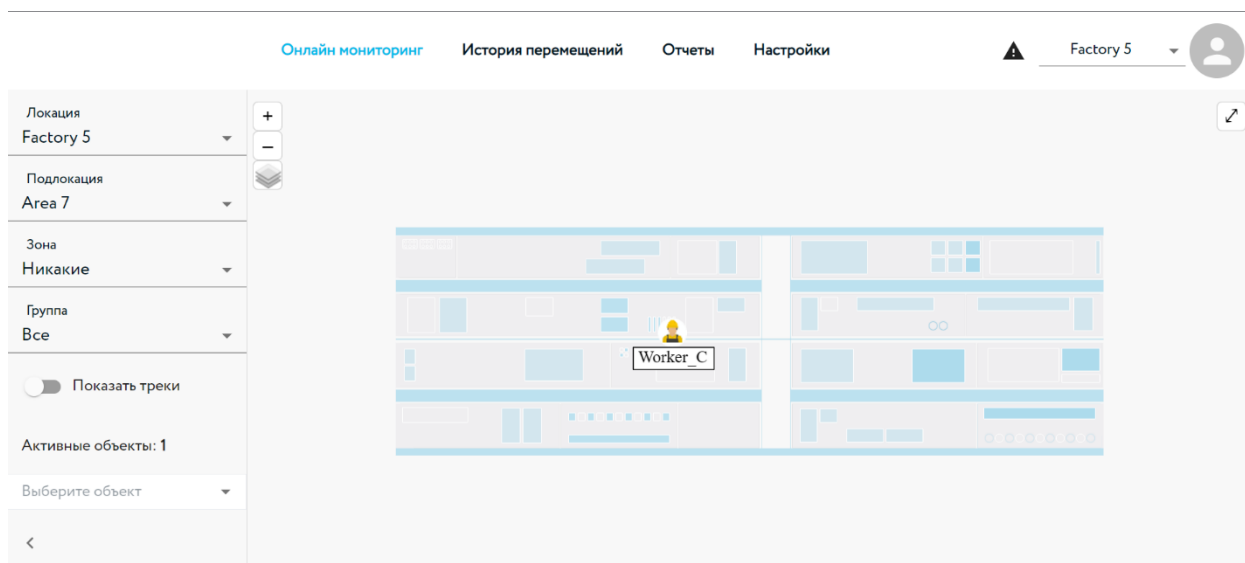 Онлайн мониторинг История перемещений Отчеты Настройки Factory 5
Локация
Factory 5
Подлокация
Area 7
Зона
Никакие
Группа
Все
Показать треки
Активные объекты: 1
Выберите объект
+
−
Worker_C